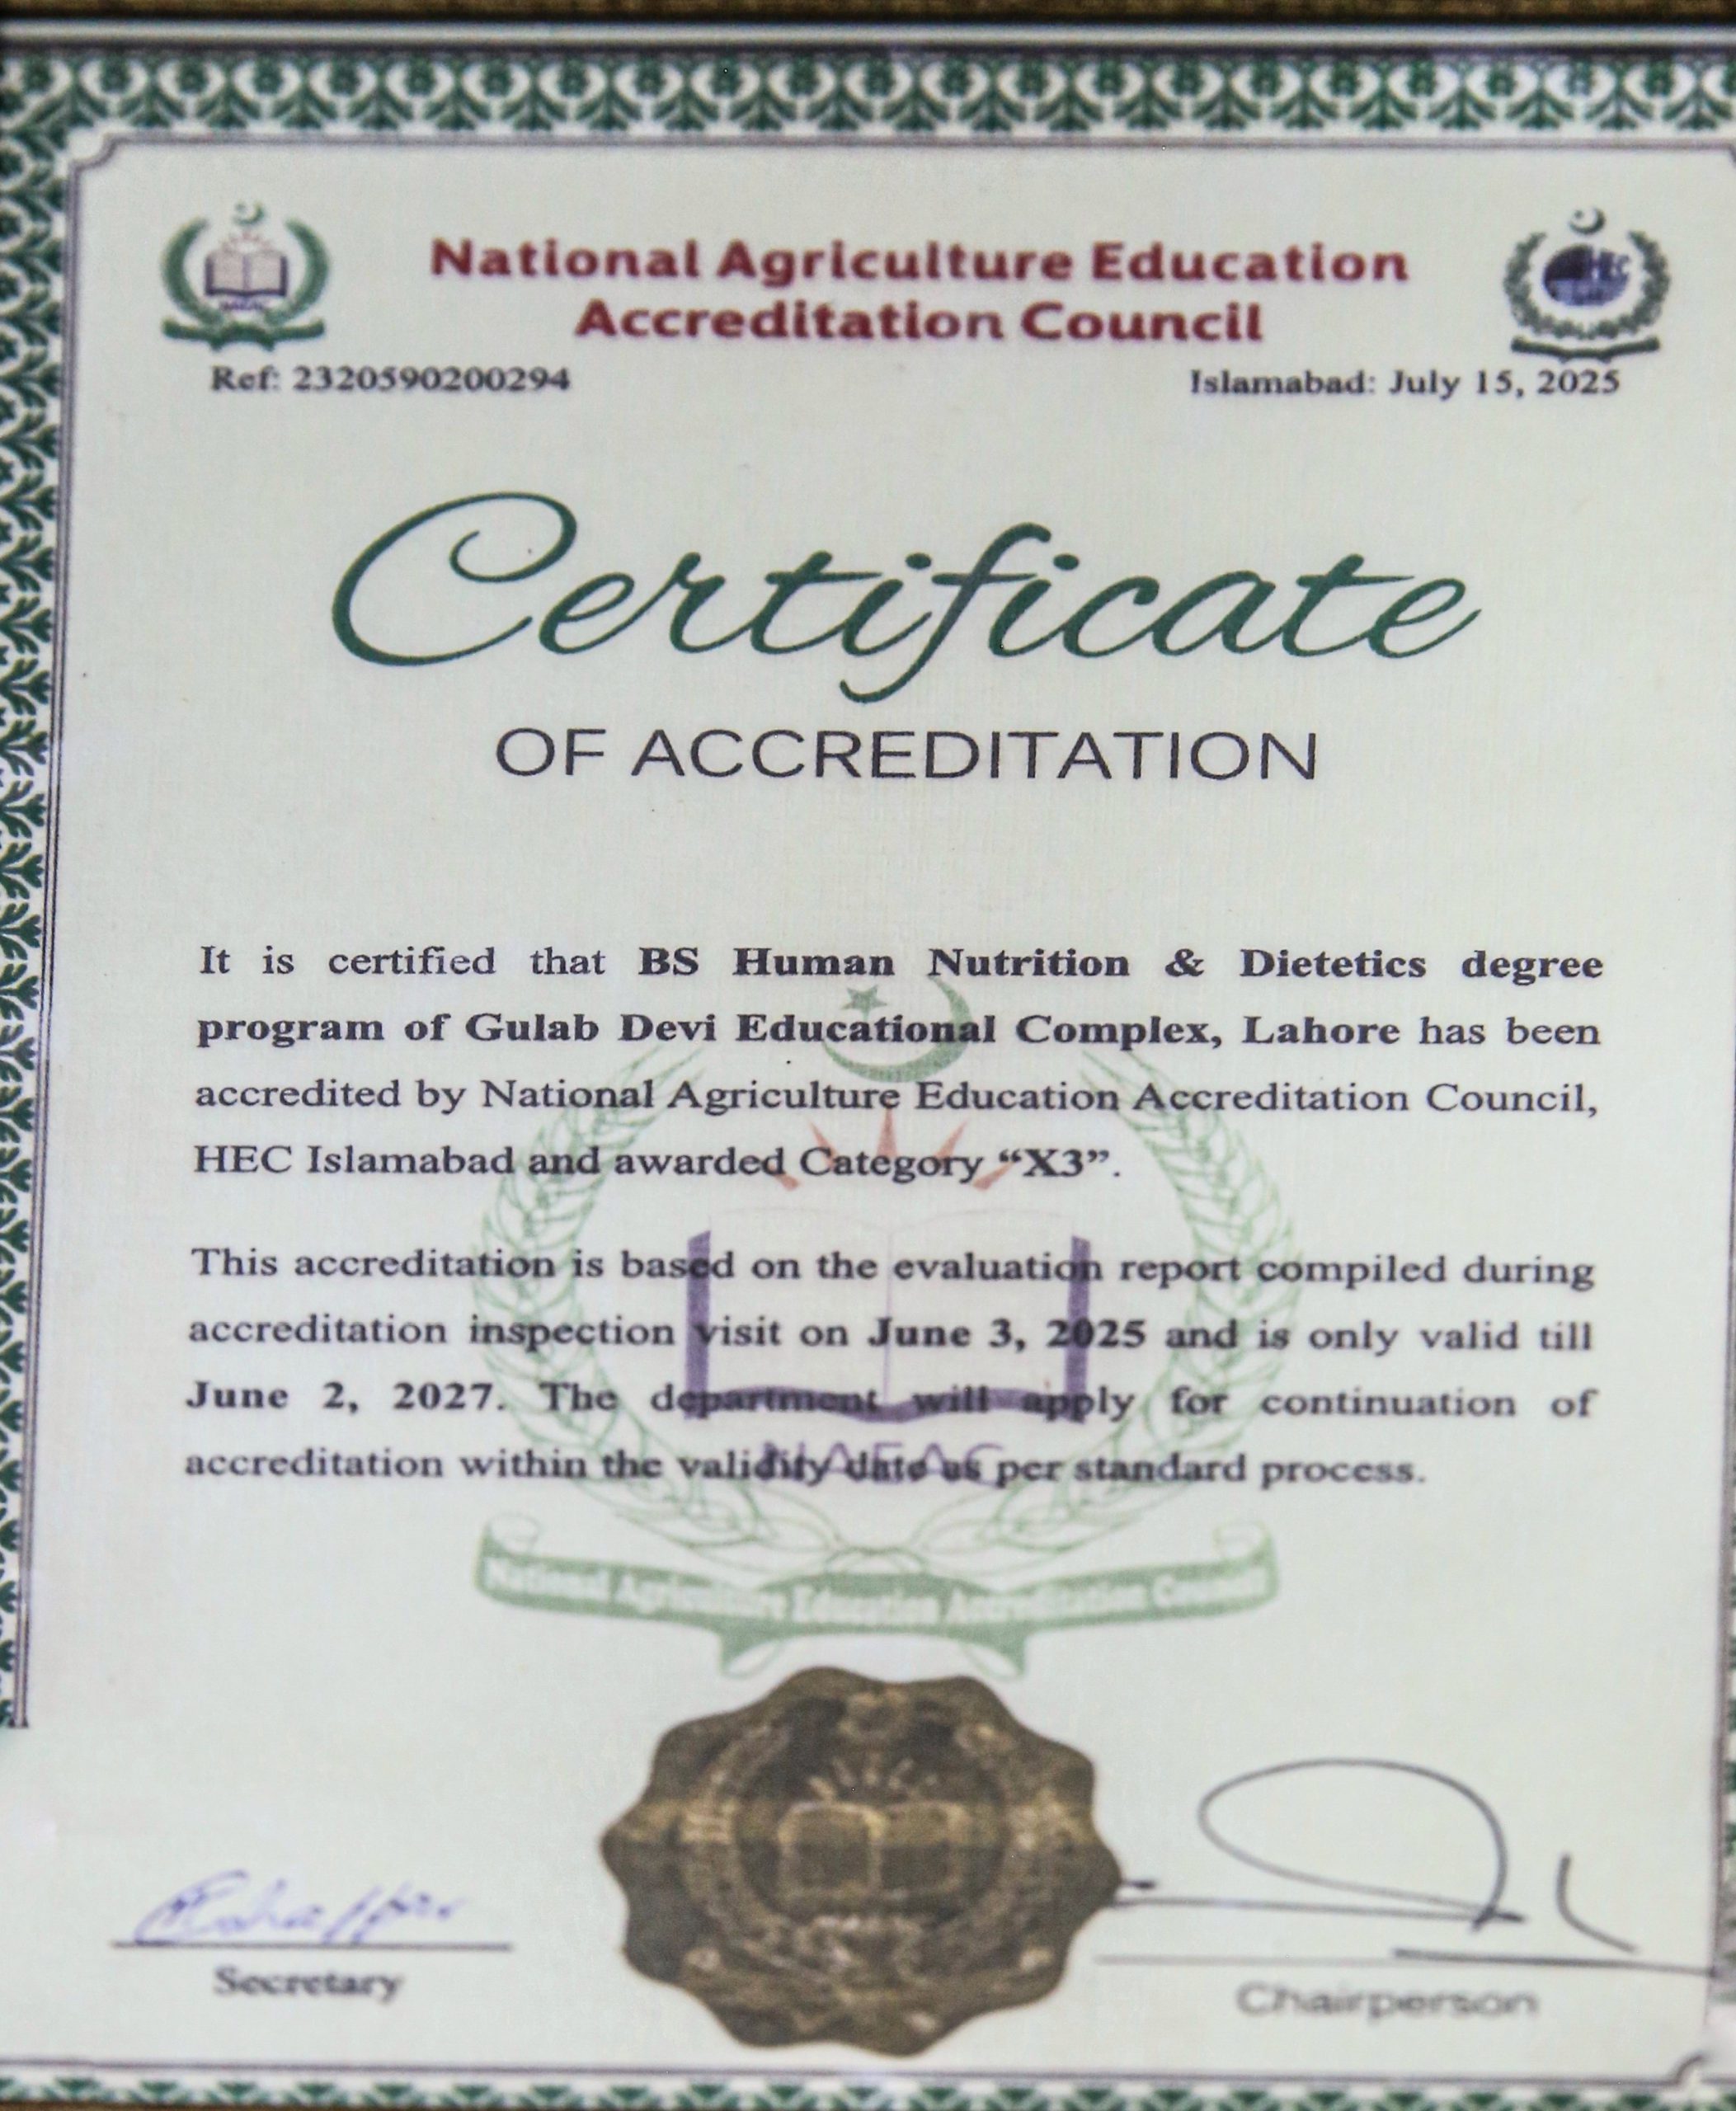 National Agriculture Education
Accreditation Council
HEC
Ref: 2320590200294
Islamabad: July 15, 2025
Certificate
OF ACCREDITATION
It is certified that BS Human Nutrition & Dietetics degree
program of Gulab Devi Educational Complex, Lahore has been
accredited by National Agriculture Education Accreditation Council,
HEC Islamabad and awarded Category “X3”.
This accreditation is based on the evaluation report compiled during
accreditation inspection visit on June 3, 2025 and is only valid till
June 2, 2027. The department will apply for continuation of
accreditation within the validity date as per standard process.
NAEAC
National Agriculture Education Accreditation Council
Secretary
Chairperson